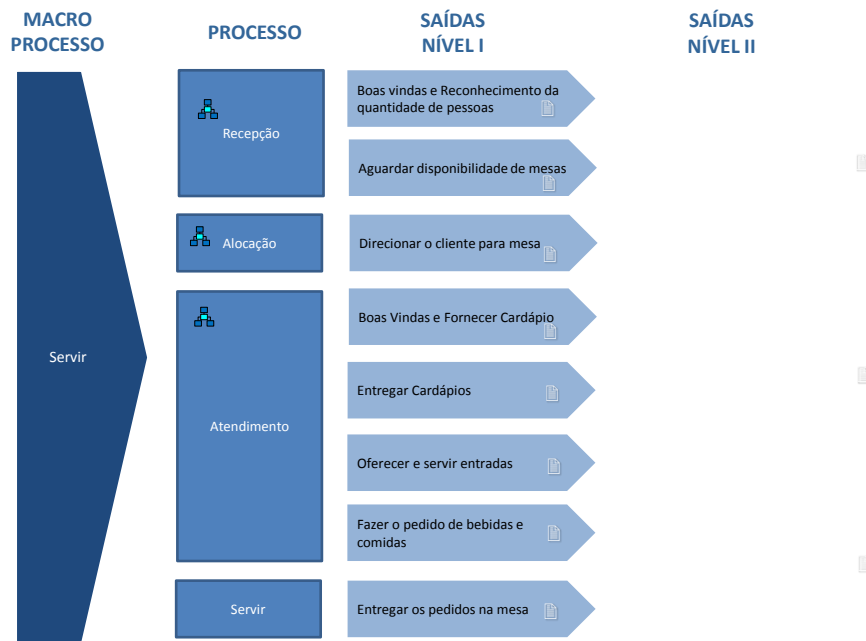 MACRO
PROCESSO
PROCESSO
SAÍDAS
NÍVEL I
SAÍDAS
NÍVEL II
Servir
Recepção
Boas vindas e Reconhecimento da
quantidade de pessoas
Aguardar disponibilidade de mesas
Alocação
Direcionar o cliente para mesa
Atendimento
Boas Vindas e Fornecer Cardápio
Entregar Cardápios
Oferecer e servir entradas
Fazer o pedido de bebidas e
comidas
Servir
Entregar os pedidos na mesa